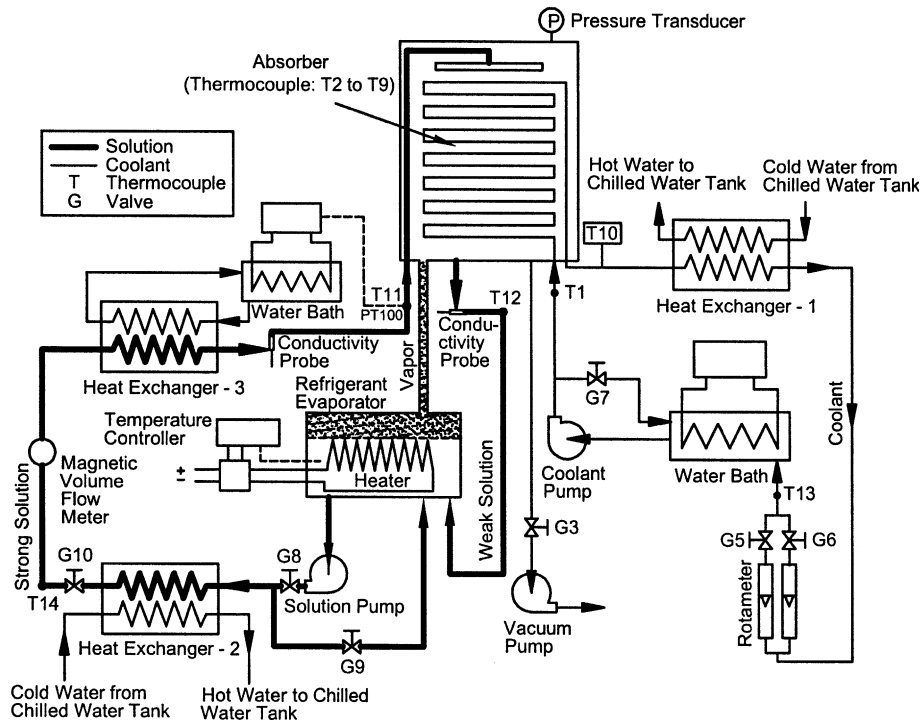 P
Pressure Transducer
Absorber
(Thermocouple: T2 to T9)
Solution
Coolant
T Thermocouple
G Valve
Hot Water to
Chilled Water Tank
Cold Water from
Chilled Water Tank
T10
Heat Exchanger - 1
Water Bath
T11
PT100
T12
T1
Conductivity
Probe
Condu-
ctivity
Probe
Heat Exchanger - 3
Vapor
Refrigerant
Evaporator
Temperature
Controller
±
−
Heater
G7
Coolant
Pump
Water Bath
Coolant
T13
Magnetic
Volume
Flow
Meter
Strong Solution
Weak Solution
G3
G5
G6
Rotameter
G10
G8
T14
Solution Pump
Heat Exchanger - 2
G9
Vacuum
Pump
Cold Water from
Chilled Water Tank
Hot Water to Chilled
Water Tank